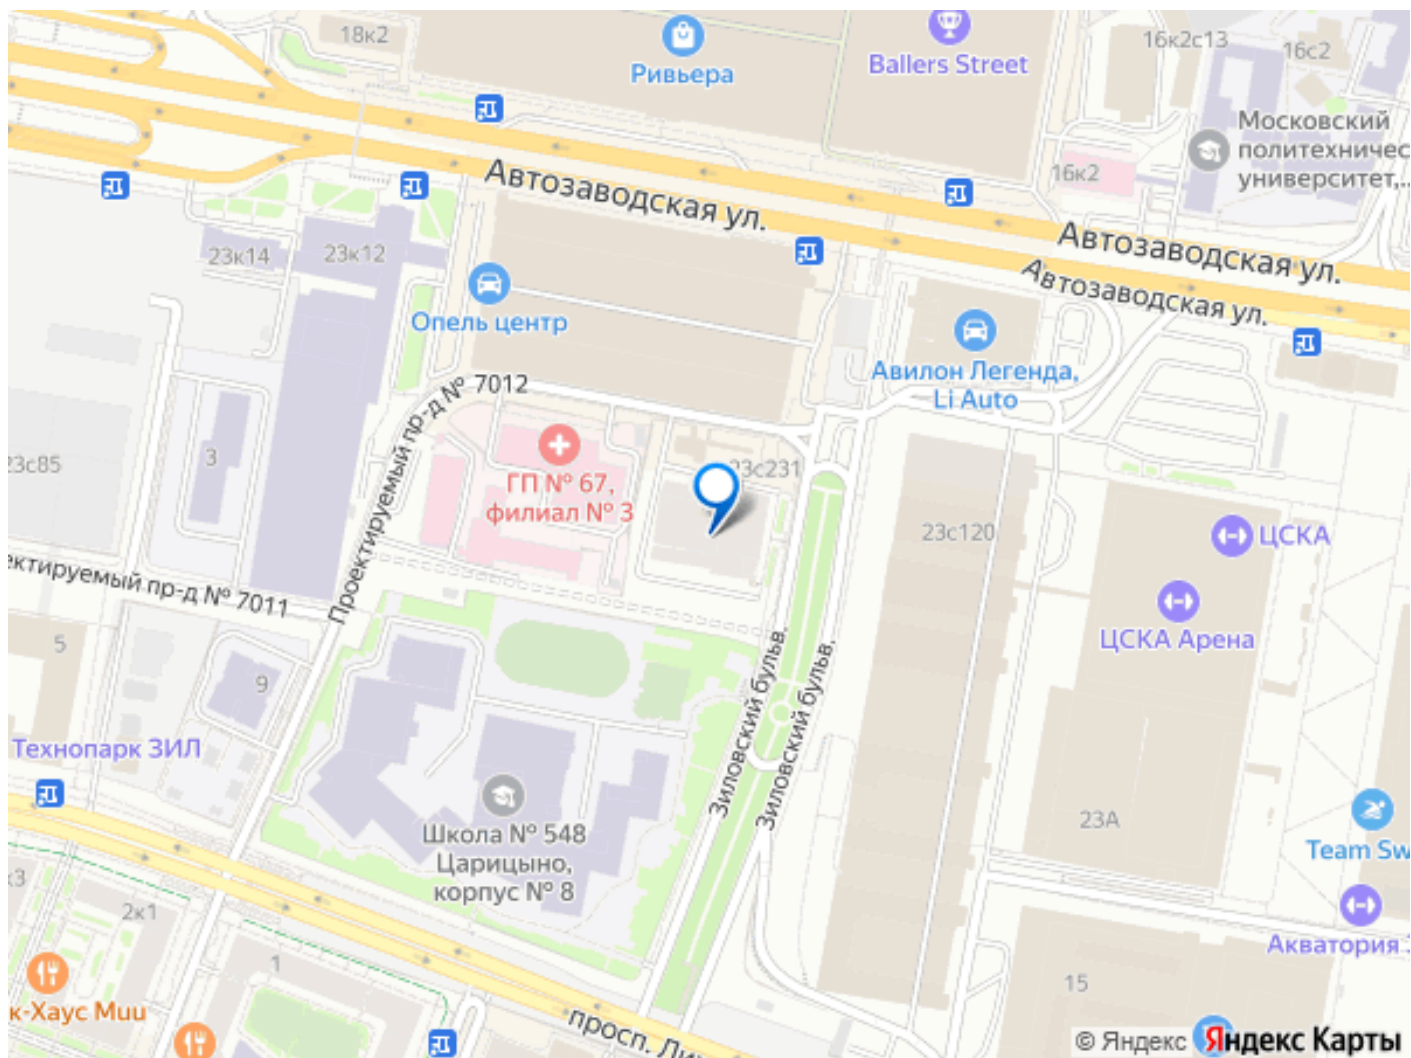 18к2
Ривьера
Ballers Street
16к2с13
16с2
Московский
политехничес
университет,..
16к2
Автозаводская ул.
Автозаводская ул.
Автозаводская ул.
23к14
23к12
Опель центр
Авилон Легенда,
Li Auto
Проектируемый пр-д № 7012
3
23с85
ГП № 67,
филиал № 3
23с231
23с120
ЦСКА
ЦСКА Арена
ектируемый пр-д № 7011
5
9
Технопарк ЗИЛ
Зиловский бульв.
Зиловский бульв.
Школа № 548
Царицыно,
корпус № 8
23А
Team Sw
к3
2к1
1
к-Хаус Muu
Акватория З
15
просп. Ли
© Яндекс Яндекс Карты